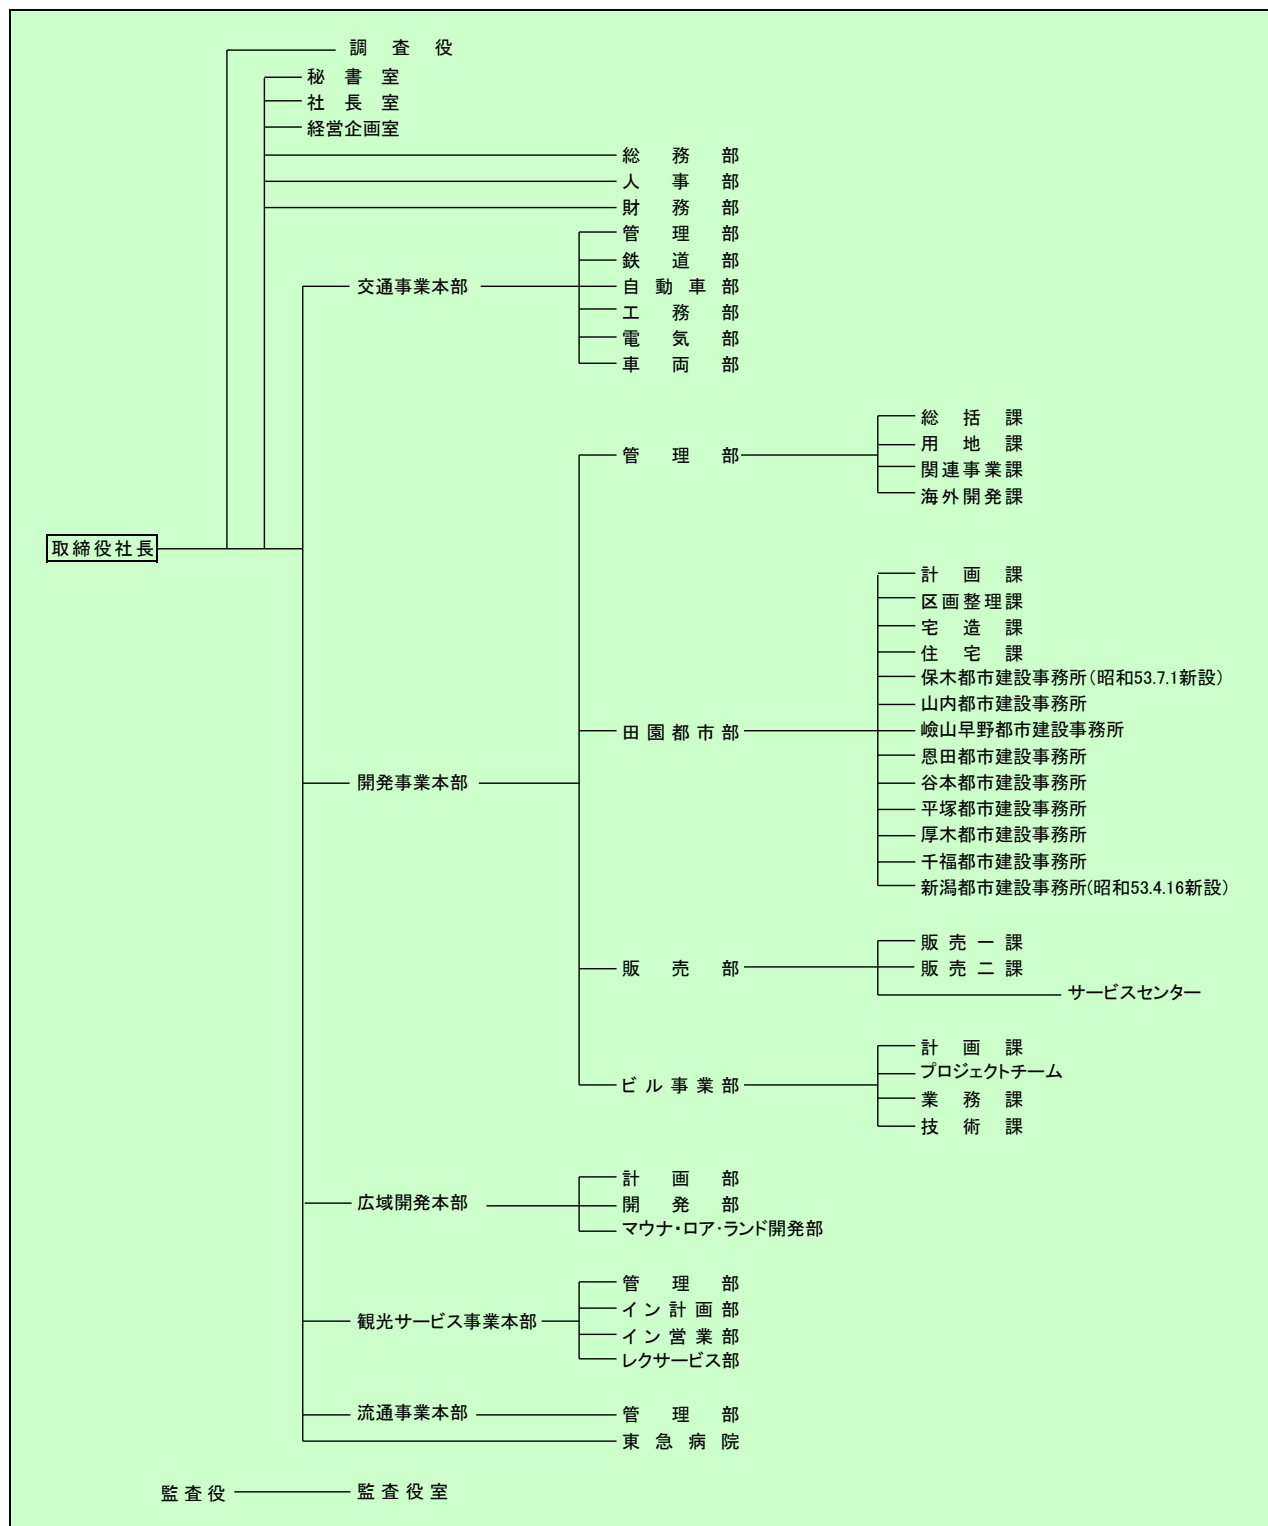 調査役
秘書室
社長室
経営企画室
総務部
人事部
財務部
管理部
鉄道部
交通事業本部 自動車部
工務部
電気部
車両部
総括課
用地課
管理部
関連事業課
海外開発課
取締役社長
計画課
区画整理課
宅造課
住宅課
保木都市建設事務所(昭和53.7.1新設)
山内都市建設事務所
田園都市部 嶮山早野都市建設事務所
恩田都市建設事務所
開発事業本部 谷本都市建設事務所
平塚都市建設事務所
厚木都市建設事務所
千福都市建設事務所
新潟都市建設事務所(昭和53.4.16新設)
販売一課
販売部 販売二課
サービスセンター
計画課
プロジェクトチーム
ビル事業部
業務課
技術課
計画部
広域開発本部 開発部
マウナ・ロア・ランド開発部
管理部
イン計画部
観光サービス事業本部
イン営業部
レクサービス部
流通事業本部 管理部
東急病院
監査役 監査役室